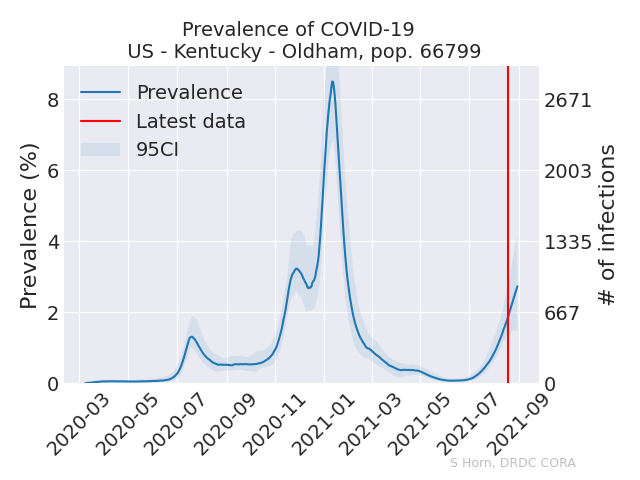 Prevalence of COVID-19
US - Kentucky - Oldham, pop. 66799
Prevalence
Latest data
95CI
Prevalence (%)
8
6
4
2
0
# of infections
2671
2003
1335
667
0
2020-03
2020-05
2020-07
2020-09
2020-11
2021-01
2021-03
2021-05
2021-07
2021-09
S Horn, DRDC CORA